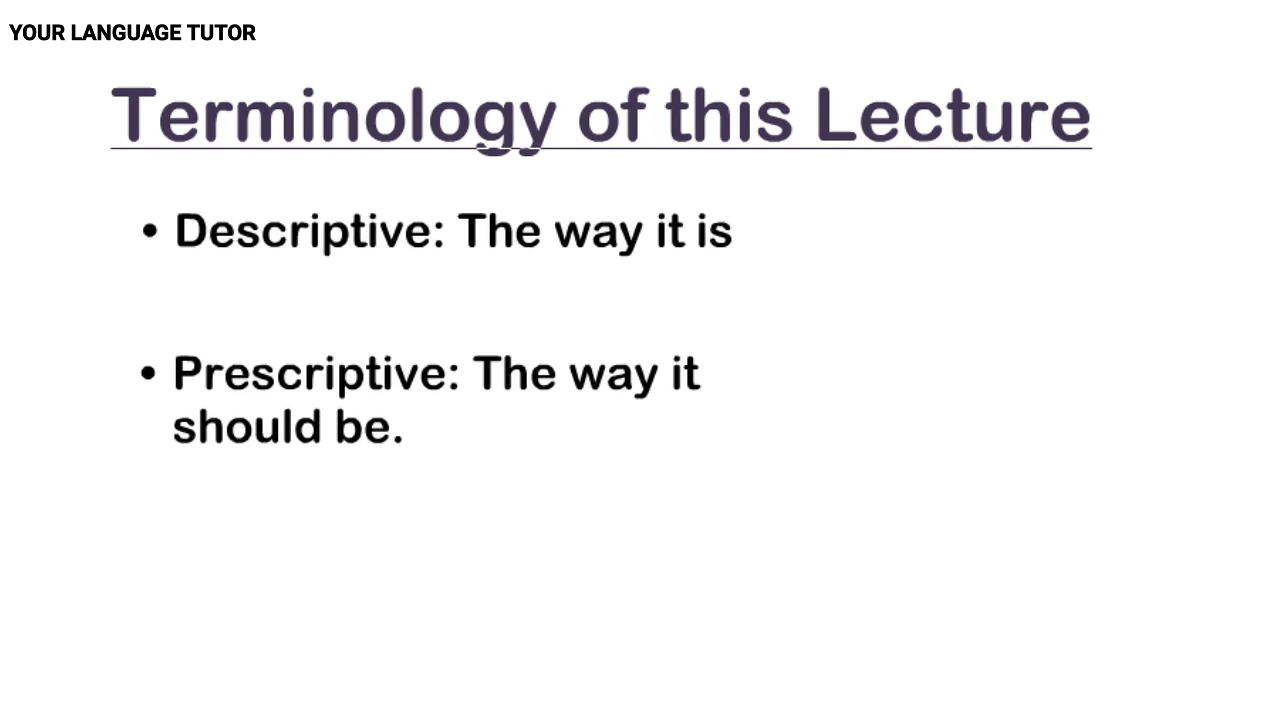 YOUR LANGUAGE TUTOR
Terminology of this Lecture
• Descriptive: The way it is
• Prescriptive: The way it
should be.